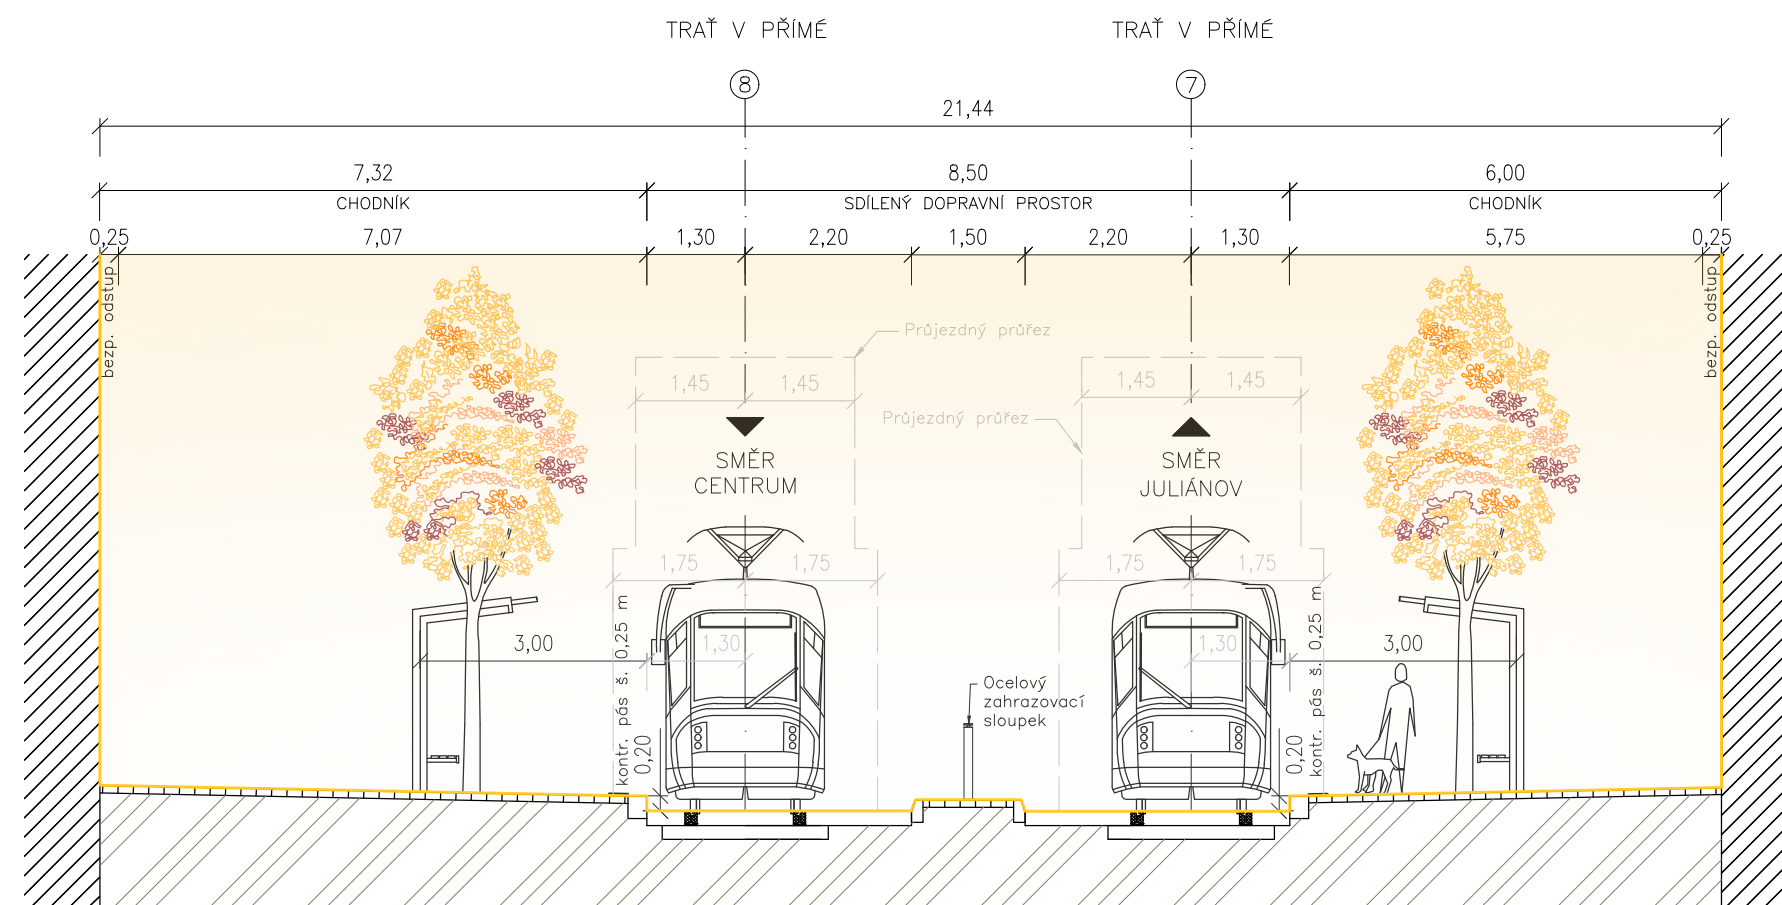 TRAŤ V PŘÍMÉ
TRAŤ V PŘÍMÉ
8
7
21,44
7,32
8,50
6,00
CHODNÍK
SDÍLENÝ DOPRAVNÍ PROSTOR
CHODNÍK
0,25
7,07
1,30
2,20
1,50
2,20
1,30
5,75
0,25
bezp. odstup
bezp. odstup
Průjezdný průřez
1,45
1,45
1,45
1,45
Průjezdný průřez
SMĚR
CENTRUM
SMĚR
JULIÁNOV
1,75
1,75
1,75
1,75
kontr. pás š. 0,25 m
kontr. pás š. 0,25 m
3,00
1,30
1,30
3,00
Ocelový
zahrazovací
sloupek
0,20
0,20